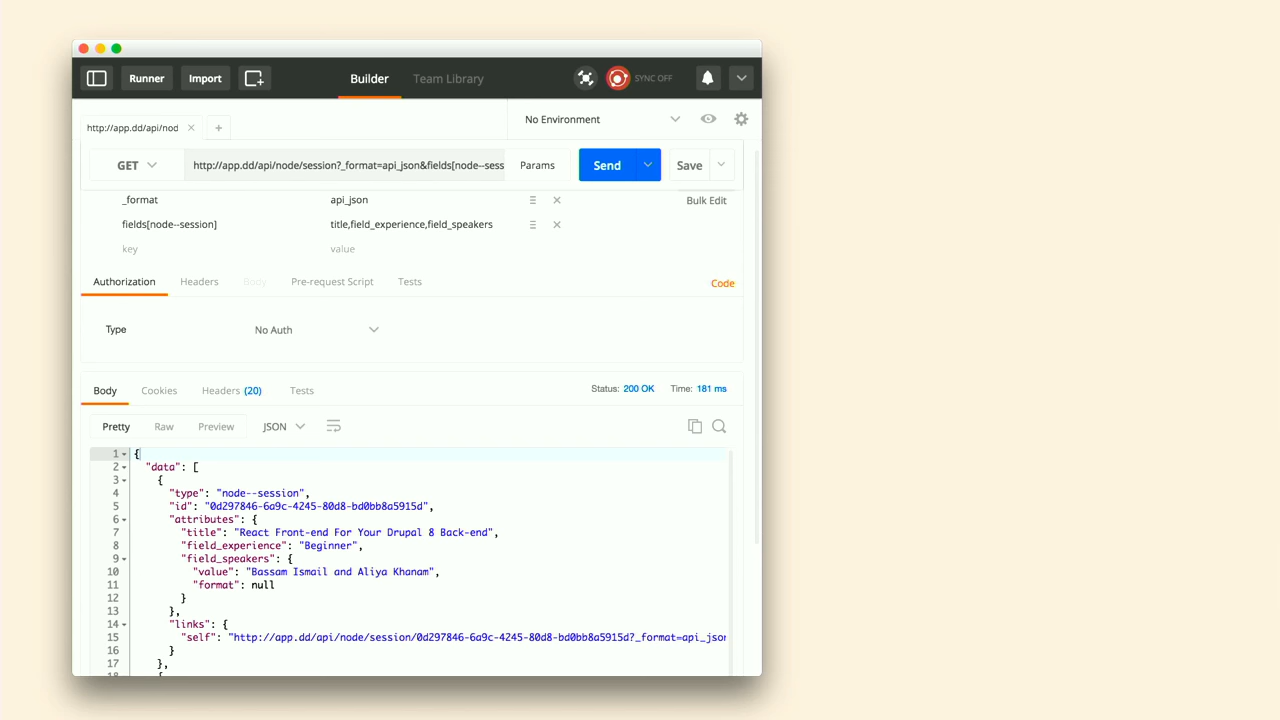 Runner Import Builder Team Library SYNC OFF
http://app.dd/api/nod × + No Environment
GET http://app.dd/api/node/session?_format=api_json&fields[node--sess Params Send Save
_format api_json Bulk Edit
fields[node--session] title,field_experience,field_speakers
key value
Authorization Headers Body Pre-request Script Tests Code
Type No Auth
Body Cookies Headers (20) Tests Status: 200 OK Time: 181 ms
Pretty Raw Preview JSON
1 {
2 "data": [
3 {
4 "type": "node--session",
5 "id": "0d297846-6a9c-4245-80d8-bd0bb8a5915d",
6 "attributes": {
7 "title": "React Front-end For Your Drupal 8 Back-end",
8 "field_experience": "Beginner",
9 "field_speakers": {
10 "value": "Bassam Ismail and Aliya Khanam",
11 "format": null
12 }
13 },
14 "links": {
15 "self": "http://app.dd/api/node/session/0d297846-6a9c-4245-80d8-bd0bb8a5915d?_format=api_json
16 }
17 },
18 {